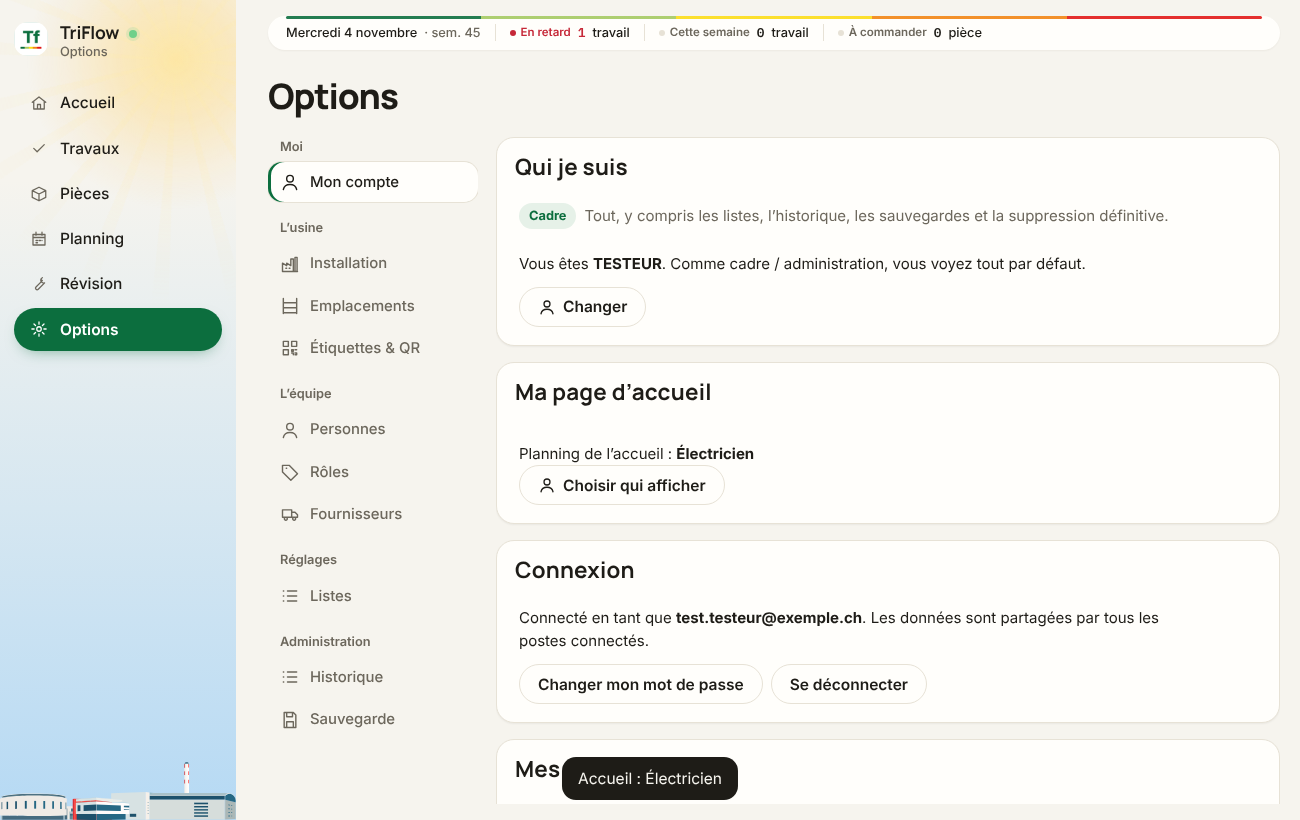 Tf
TriFlow
Options
Accueil
Travaux
Pièces
Planning
Révision
Options
Mercredi 4 novembre · sem. 45
En retard 1 travail
Cette semaine 0 travail
À commander 0 pièce
Options
Moi
Mon compte
L’usine
Installation
Emplacements
Étiquettes & QR
L’équipe
Personnes
Rôles
Fournisseurs
Réglages
Listes
Administration
Historique
Sauvegarde
Qui je suis
Cadre Tout, y compris les listes, l’historique, les sauvegardes et la suppression définitive.
Vous êtes TESTEUR. Comme cadre / administration, vous voyez tout par défaut.
Changer
Ma page d’accueil
Planning de l’accueil : Électricien
Choisir qui afficher
Connexion
Connecté en tant que test.testeur@exemple.ch. Les données sont partagées par tous les
postes connectés.
Changer mon mot de passe
Se déconnecter
Mes
Accueil : Électricien